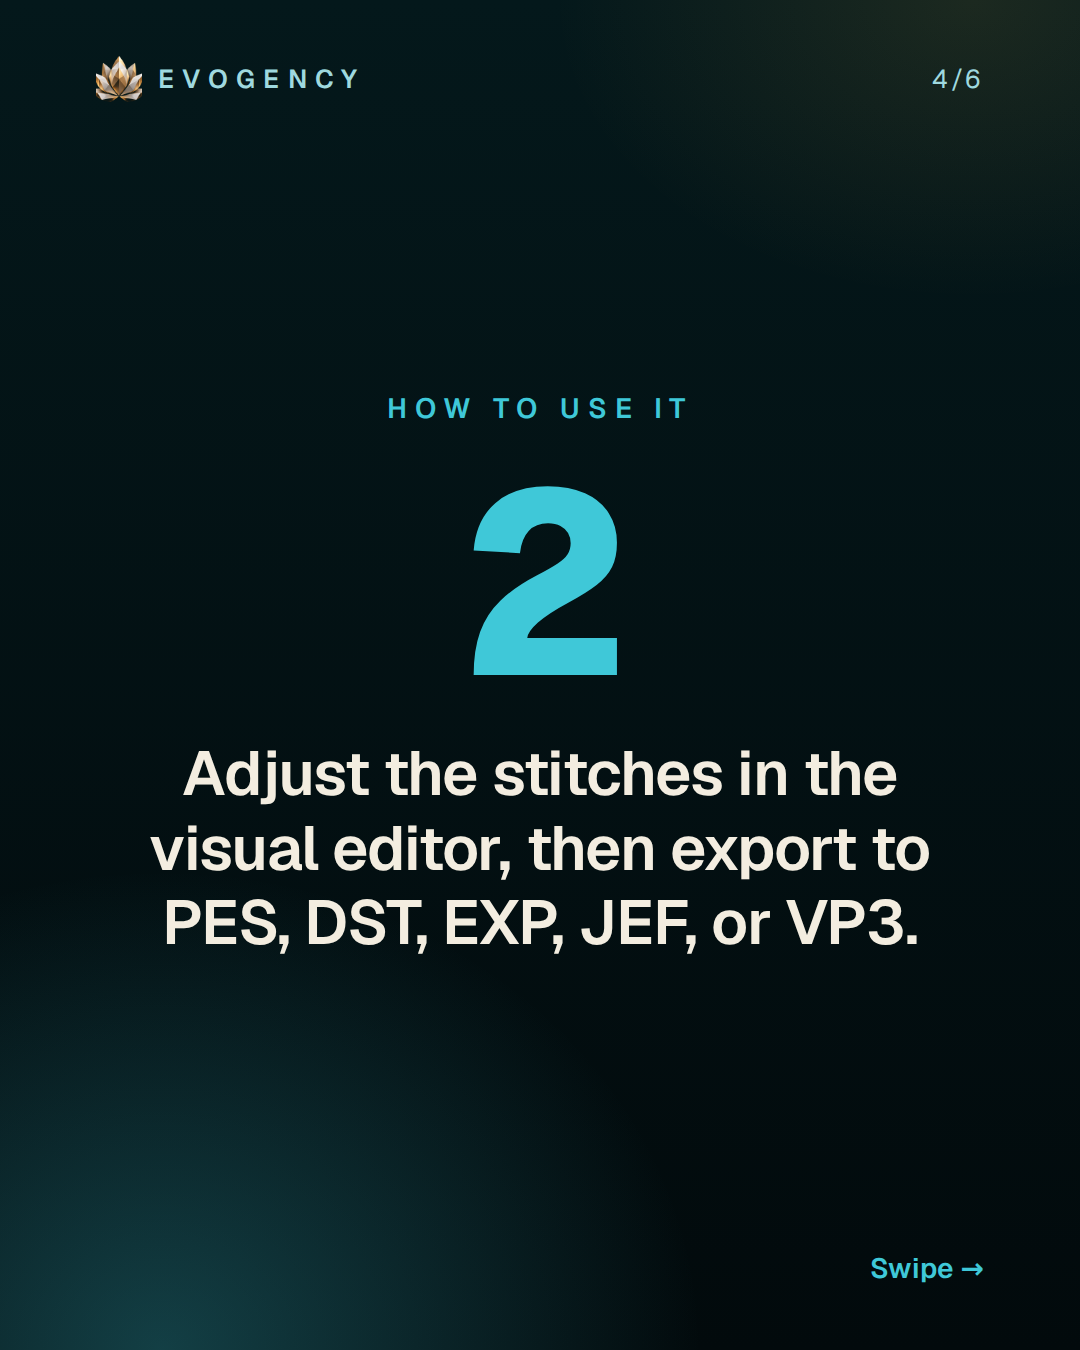 EVOGENCY
4/6
HOW TO USE IT
2
Adjust the stitches in the
visual editor, then export to
PES, DST, EXP, JEF, or VP3.
Swipe →